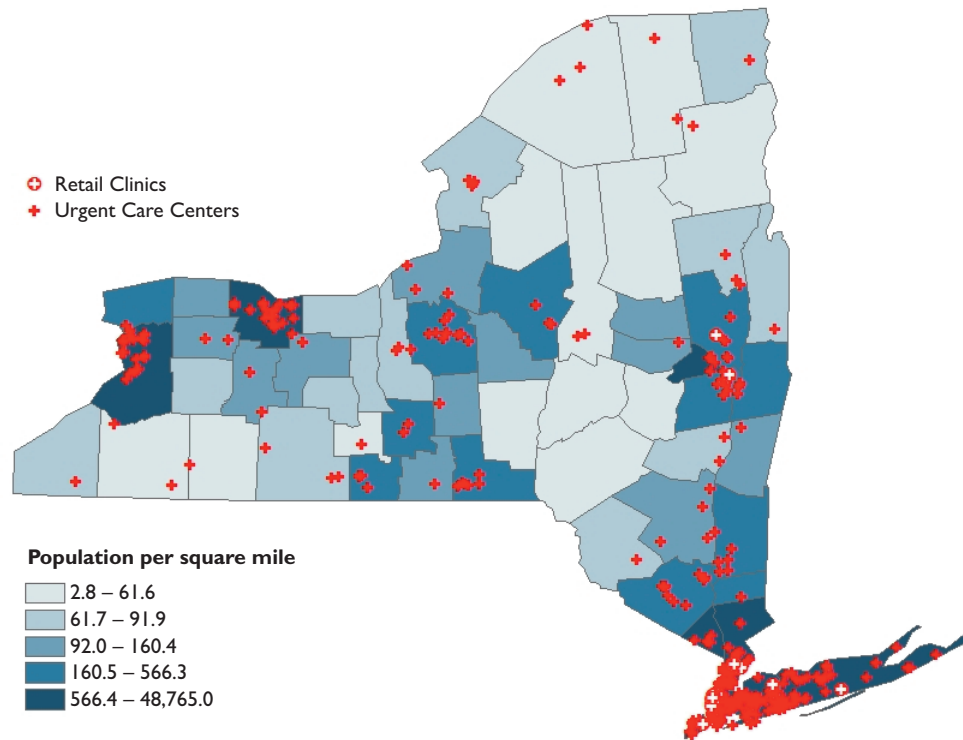 Retail Clinics
Urgent Care Centers
Population per square mile
2.8 – 61.6
61.7 – 91.9
92.0 – 160.4
160.5 – 566.3
566.4 – 48,765.0